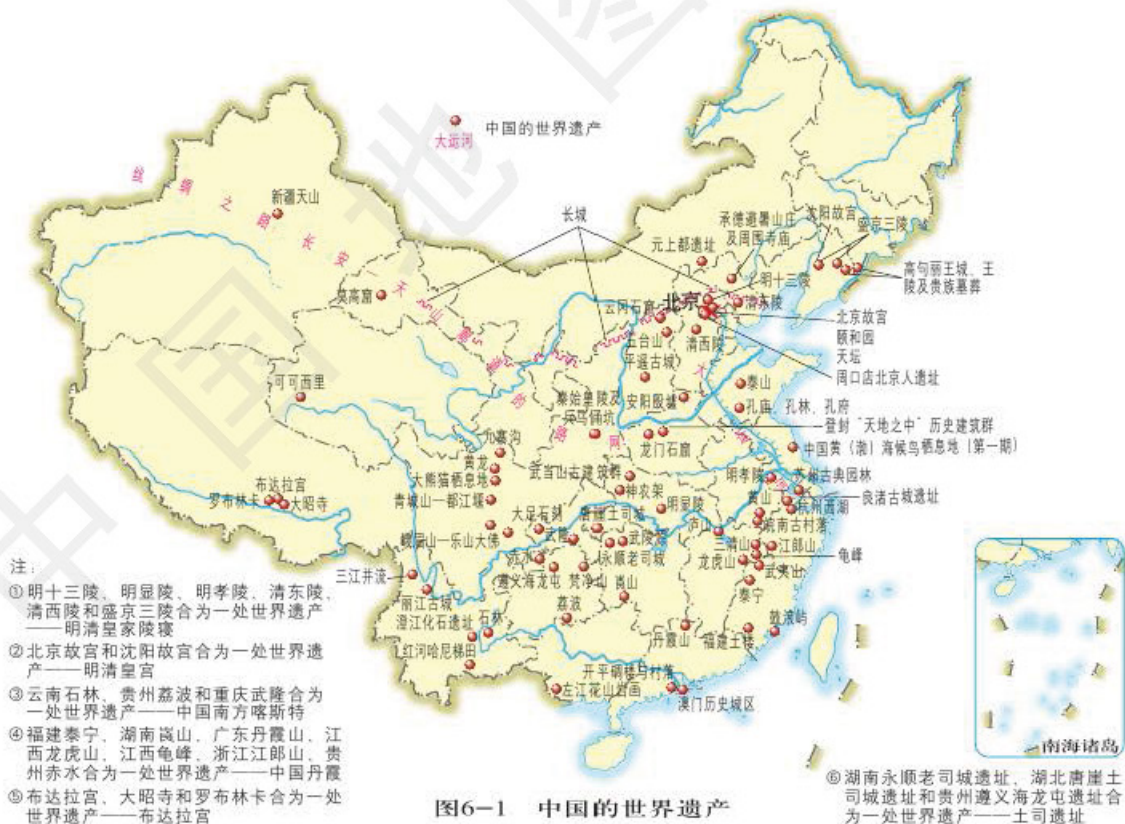 中国地图
大运河
中国的世界遗产
丝绸之路长安天山廊道的路网
新疆天山
长城
承德避暑山庄
及周围寺庙
沈阳故宫
盛京三陵
元上都遗址
明十三陵
高句丽王城、王
陵及贵族墓葬
莫高窟
云冈石窟
北京
清东陵
北京故宫
颐和园
天坛
周口店北京人遗址
五台山
清西陵
平遥古城
大
运
河
泰山
可可西里
秦始皇陵及
兵马俑坑
安阳殷墟
孔庙、孔林、孔府
登封“天地之中”历史建筑群
龙门石窟
中国黄(渤)海候鸟栖息地(第一期)
九寨沟
黄龙
大熊猫栖息地
青城山—都江堰
武当山古建筑群
神农架
明显陵
明孝陵
苏州古典园林
良渚古城遗址
黄山
杭州西湖
布达拉宫
罗布林卡
大昭寺
大足石刻
唐崖土司城
武隆
武陵源
庐山
皖南古村落
峨眉山—乐山大佛
三清山
江郎山
龟峰
赤水
永顺老司城
龙虎山
武夷山
遵义海龙屯
梵净山
崀山
泰宁
三江并流
丽江古城
澄江化石遗址
石林
荔波
红河哈尼梯田
丹霞山
福建土楼
鼓浪屿
开平碉楼与村落
左江花山岩画
澳门历史城区
南海诸岛
注:
①明十三陵、明显陵、明孝陵、清东陵、
清西陵和盛京三陵合为一处世界遗产
——明清皇家陵寝
②北京故宫和沈阳故宫合为一处世界遗
产——明清皇宫
③云南石林、贵州荔波和重庆武隆合为
一处世界遗产——中国南方喀斯特
④福建泰宁、湖南崀山、广东丹霞山、江
西龙虎山、江西龟峰、浙江江郎山、贵
州赤水合为一处世界遗产——中国丹霞
⑤布达拉宫、大昭寺和罗布林卡合为一处
世界遗产——布达拉宫
⑥湖南永顺老司城遗址、湖北唐崖土
司城遗址和贵州遵义海龙屯遗址合
为一处世界遗产——土司遗址
图6-1 中国的世界遗产